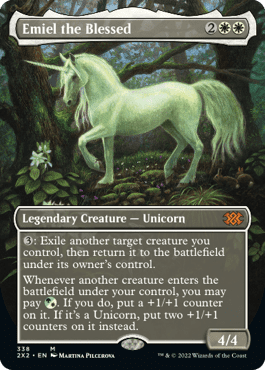 Emiel the Blessed 2
Legendary Creature — Unicorn
3: Exile another target creature you
control, then return it to the battlefield
under its owner's control.
Whenever another creature enters the
battlefield under your control, you may
pay . If you do, put a +1/+1 counter
on it. If it's a Unicorn, put two +1/+1
counters on it instead.
4/4
338 M
2X2 • EN MARTINA PILCEROVA
™ & © 2022 Wizards of the Coast